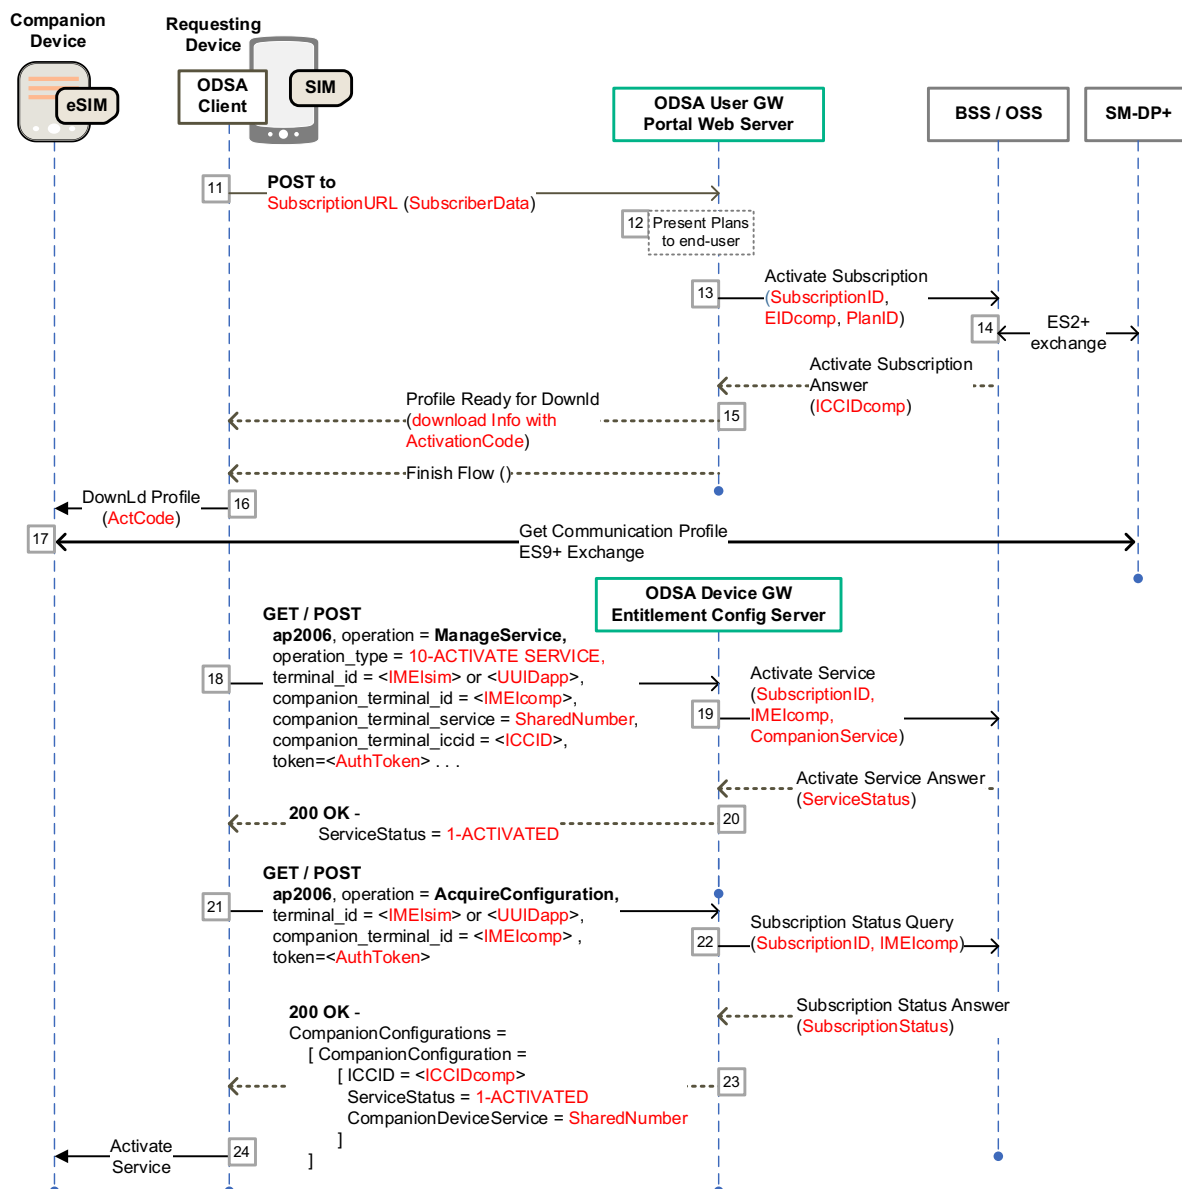 Companion
Device
Requesting
Device
eSIM
ODSA
Client
SIM
ODSA User GW
Portal Web Server
BSS / OSS
SM-DP+
11
POST to
SubscriptionURL (SubscriberData)
12
Present Plans
to end-user
13
Activate Subscription
(SubscriptionID,
EIDcomp, PlanID)
14
ES2+
exchange
Activate Subscription
Answer
(ICCIDcomp)
Profile Ready for Downld
(download Info with
ActivationCode)
15
Finish Flow ()
DownLd Profile
(ActCode)
16
17
Get Communication Profile
ES9+ Exchange
ODSA Device GW
Entitlement Config Server
GET / POST
ap2006, operation = ManageService,
operation_type = 10-ACTIVATE SERVICE,
terminal_id = <IMEIsim> or <UUIDapp>,
companion_terminal_id = <IMEIcomp>,
companion_terminal_service = SharedNumber,
companion_terminal_iccid = <ICCID>,
token=<AuthToken> . . .
18
Activate Service
(SubscriptionID,
IMEIcomp,
CompanionService)
19
Activate Service Answer
(ServiceStatus)
20
200 OK -
ServiceStatus = 1-ACTIVATED
GET / POST
ap2006, operation = AcquireConfiguration,
terminal_id = <IMEIsim> or <UUIDapp>,
companion_terminal_id = <IMEIcomp> ,
token=<AuthToken>
21
Subscription Status Query
(SubscriptionID, IMEIcomp)
22
Subscription Status Answer
(SubscriptionStatus)
200 OK -
CompanionConfigurations =
[ CompanionConfiguration =
[ ICCID = <ICCIDcomp>
ServiceStatus = 1-ACTIVATED
CompanionDeviceService = SharedNumber
]
]
23
Activate
Service
24